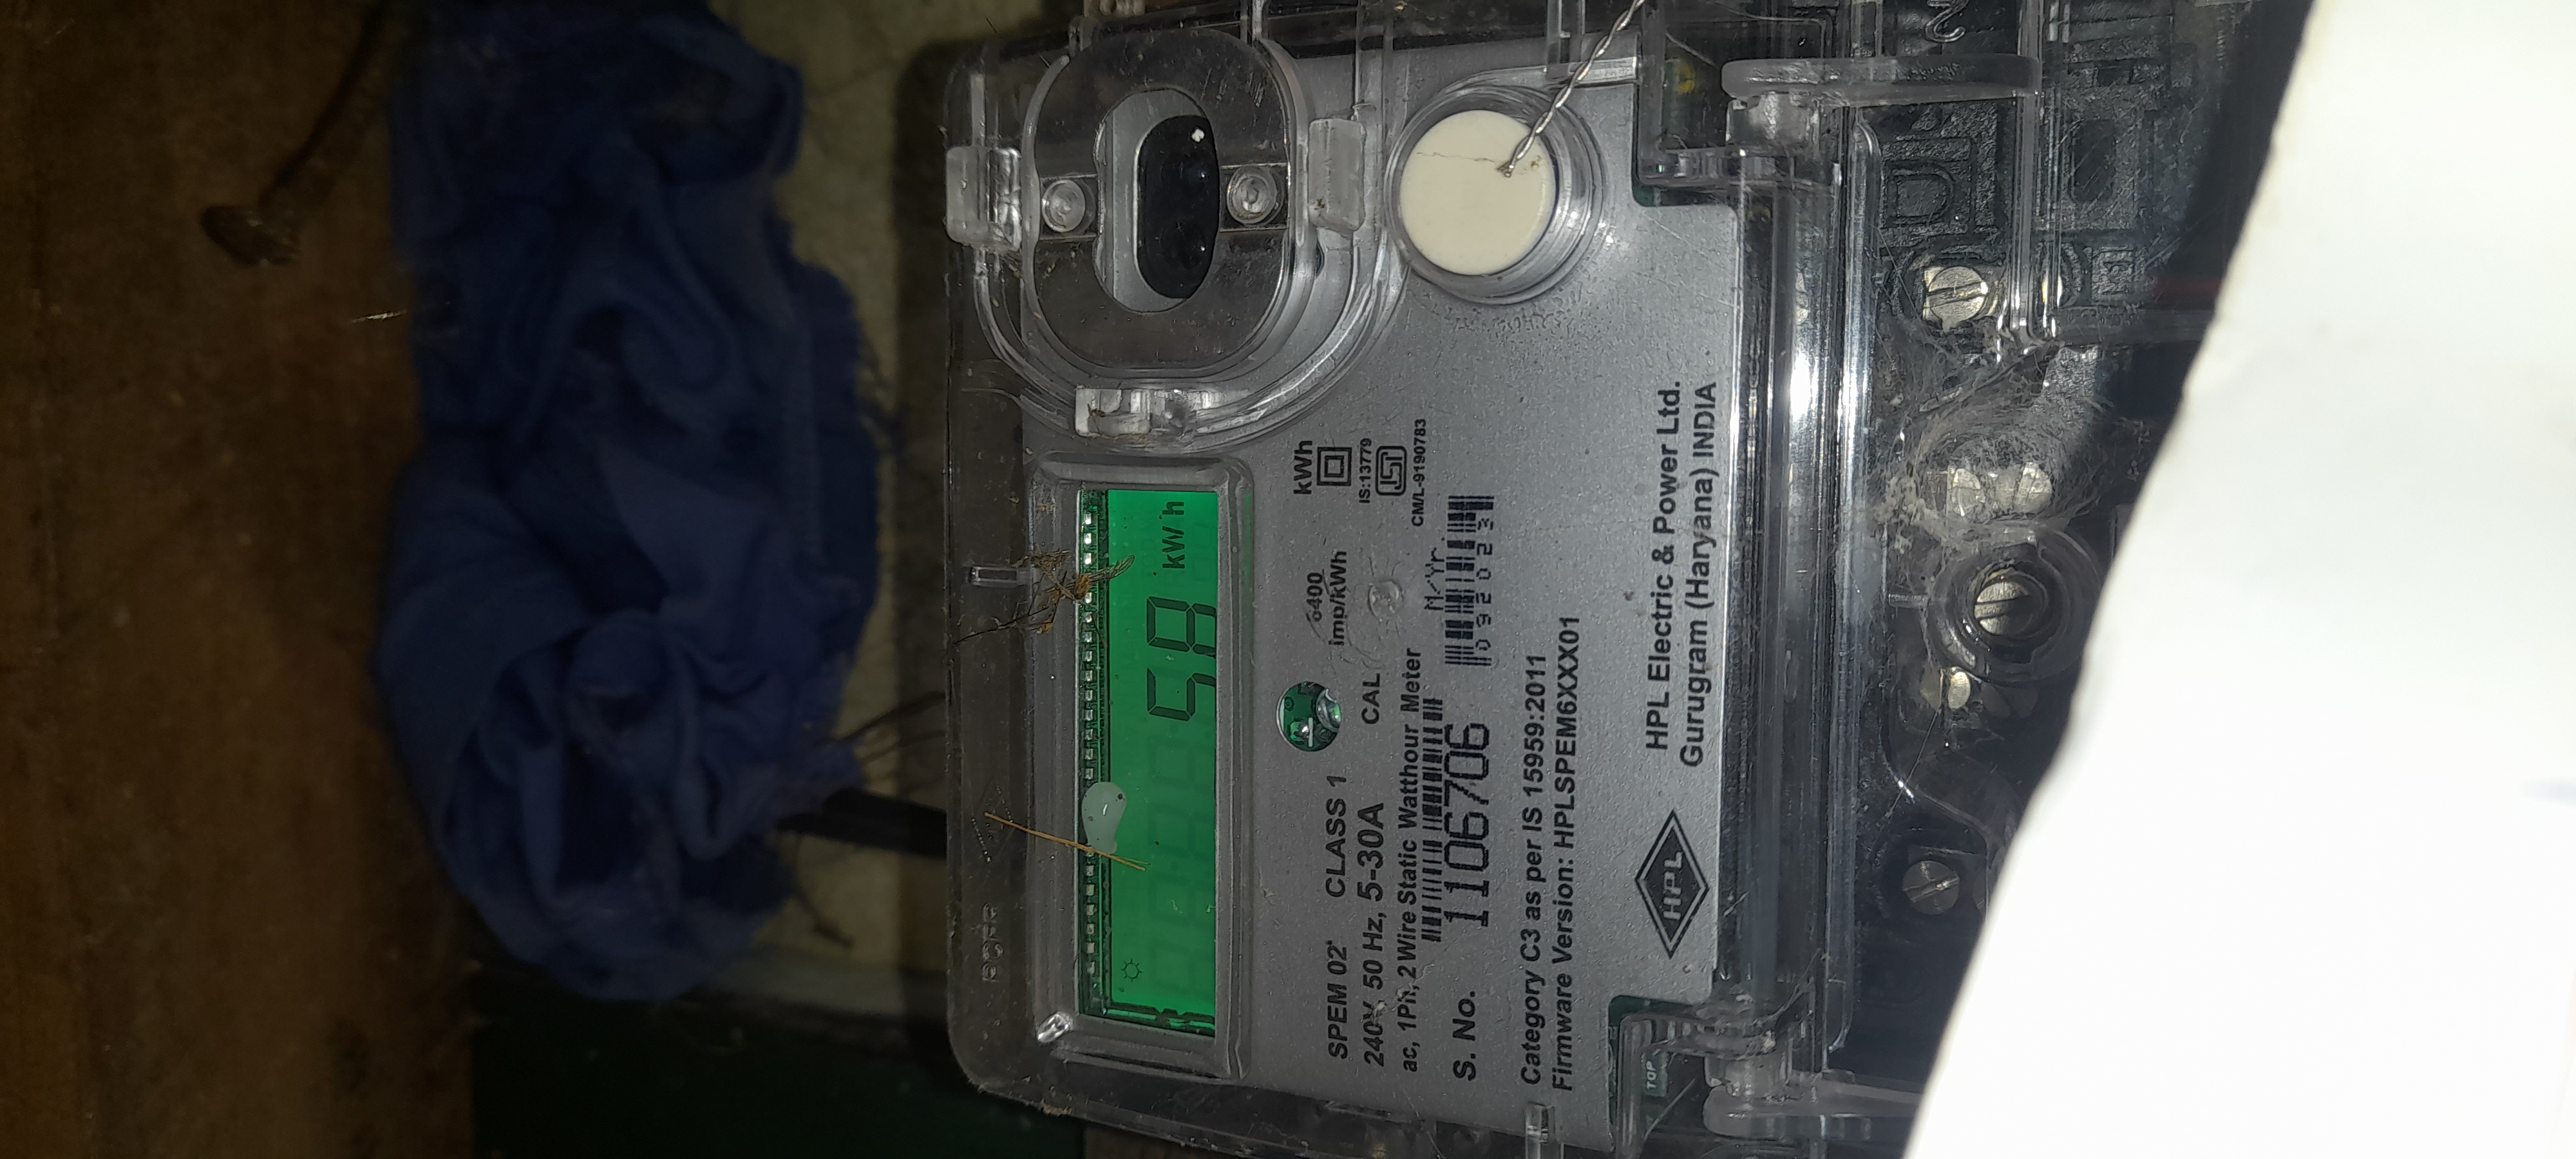 58 kWh
kWh
6400
imp/kWh
IS:13779
CM/L-9190783
SPEM 02 CLASS 1
CAL
240V, 50 Hz, 5-30A
ac, 1Ph, 2 Wire Static Watthour Meter
M/Yr.
S. No. 1106706
092023
Category C3 as per IS 15959:2011
Firmware Version: HPLSPEM6XXX01
HPL
HPL Electric & Power Ltd.
Gurugram (Haryana) INDIA
TOP